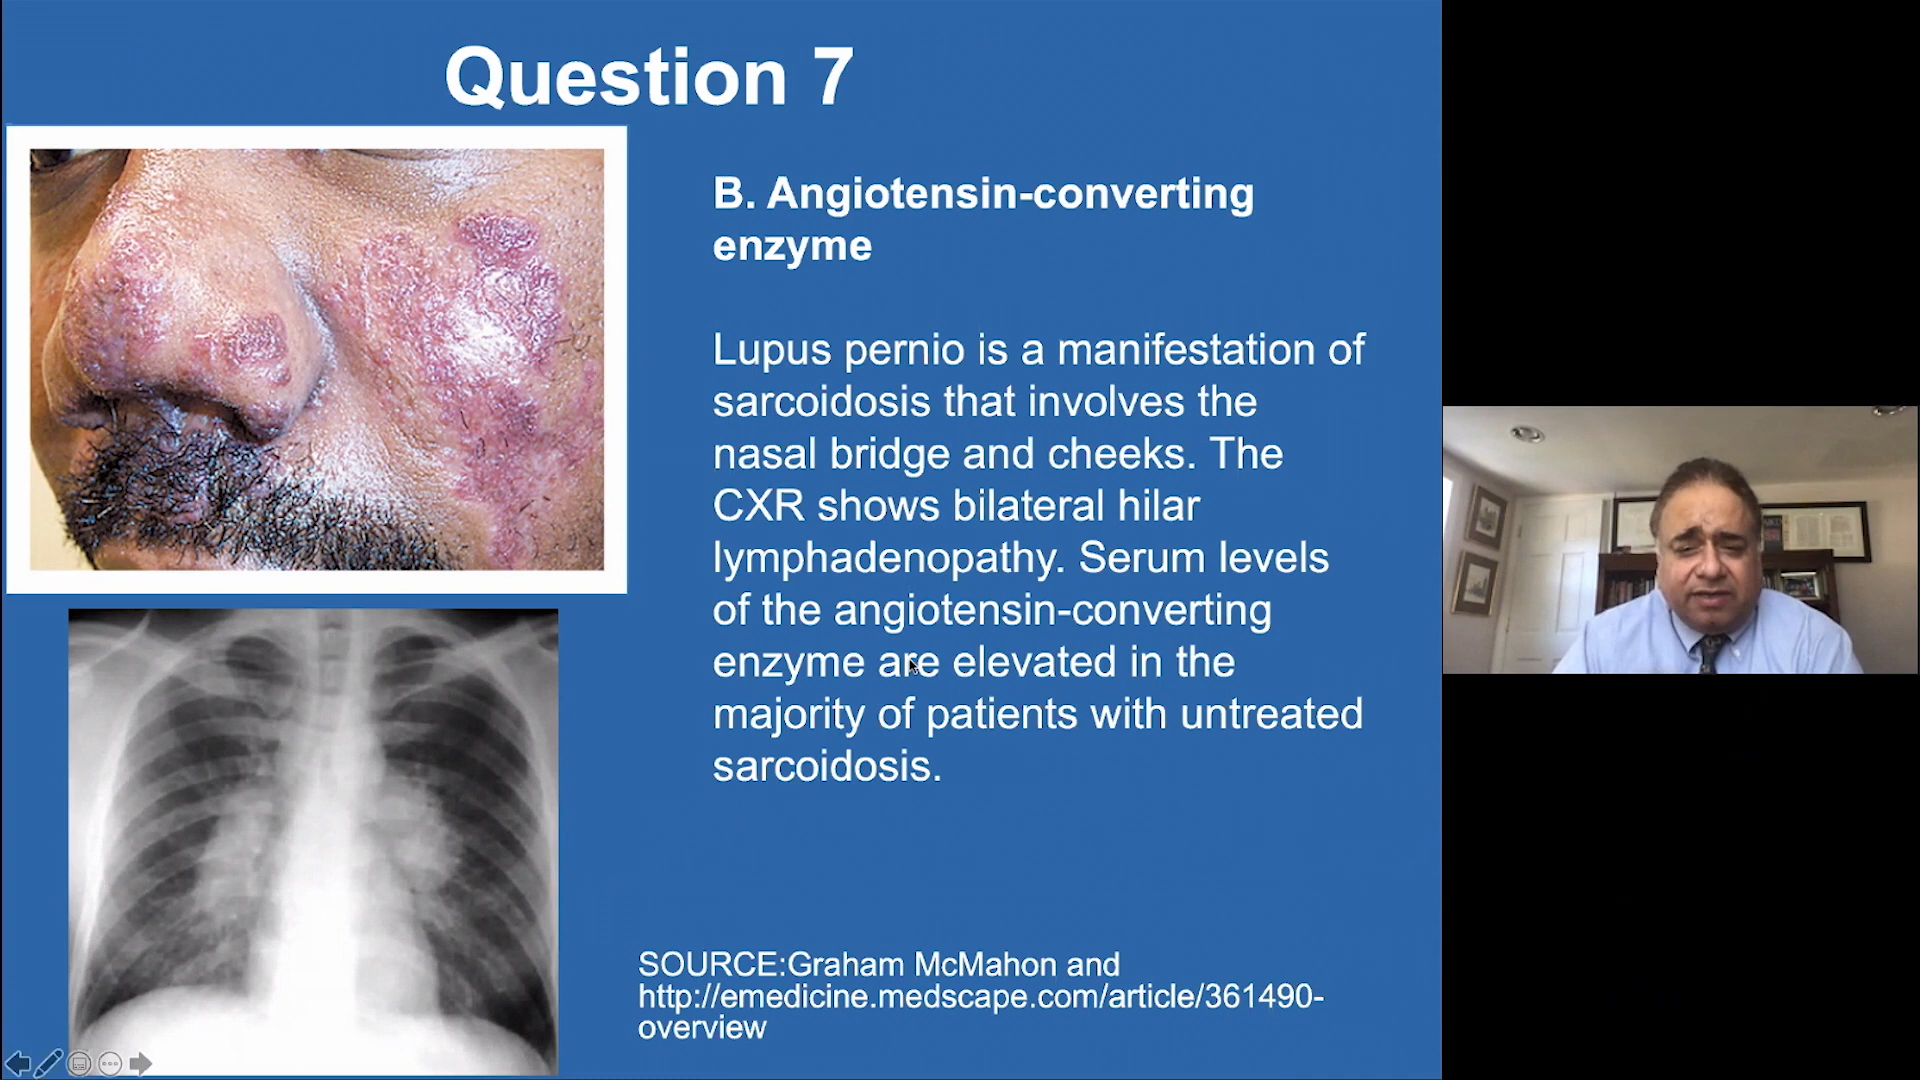 Question 7
B. Angiotensin-converting
enzyme
Lupus pernio is a manifestation of
sarcoidosis that involves the
nasal bridge and cheeks. The
CXR shows bilateral hilar
lymphadenopathy. Serum levels
of the angiotensin-converting
enzyme are elevated in the
majority of patients with untreated
sarcoidosis.
SOURCE:Graham McMahon and
http://emedicine.medscape.com/article/361490-
overview